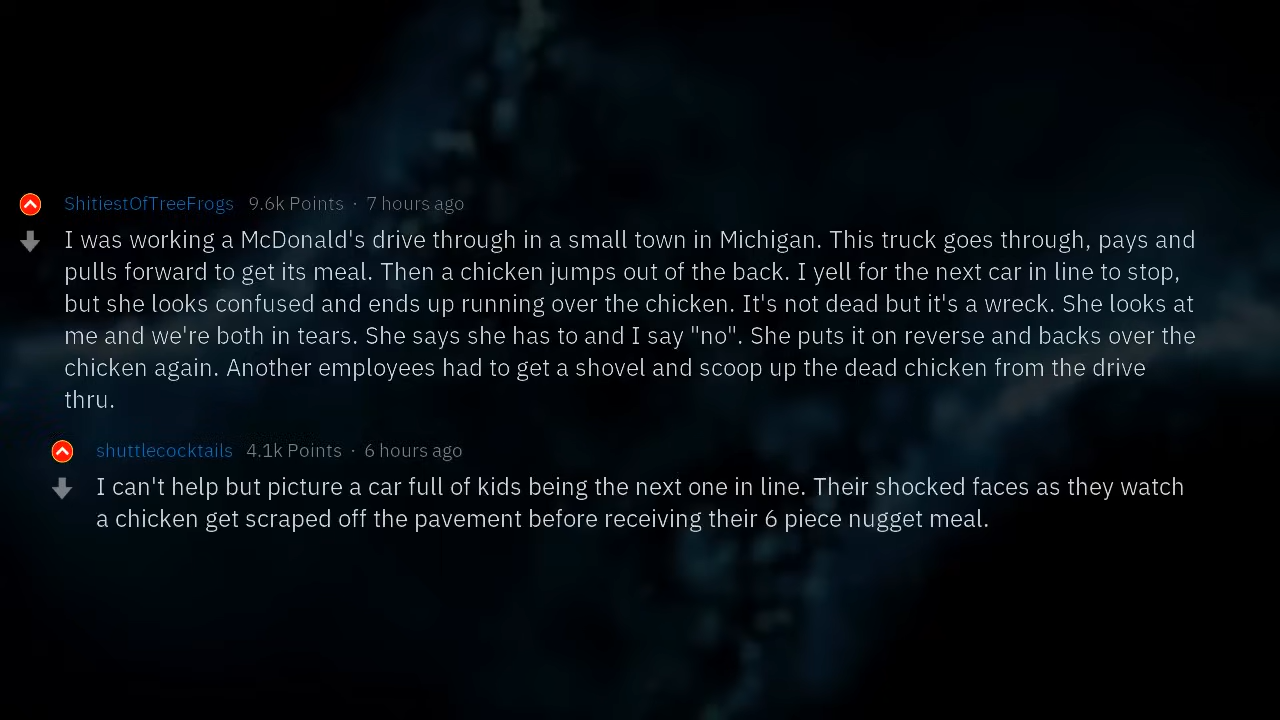 ShitiestOfTreeFrogs 9.6k Points · 7 hours ago
I was working a McDonald's drive through in a small town in Michigan. This truck goes through, pays and
pulls forward to get its meal. Then a chicken jumps out of the back. I yell for the next car in line to stop,
but she looks confused and ends up running over the chicken. It's not dead but it's a wreck. She looks at
me and we're both in tears. She says she has to and I say "no". She puts it on reverse and backs over the
chicken again. Another employees had to get a shovel and scoop up the dead chicken from the drive
thru.
shuttlecocktails 4.1k Points · 6 hours ago
I can't help but picture a car full of kids being the next one in line. Their shocked faces as they watch
a chicken get scraped off the pavement before receiving their 6 piece nugget meal.